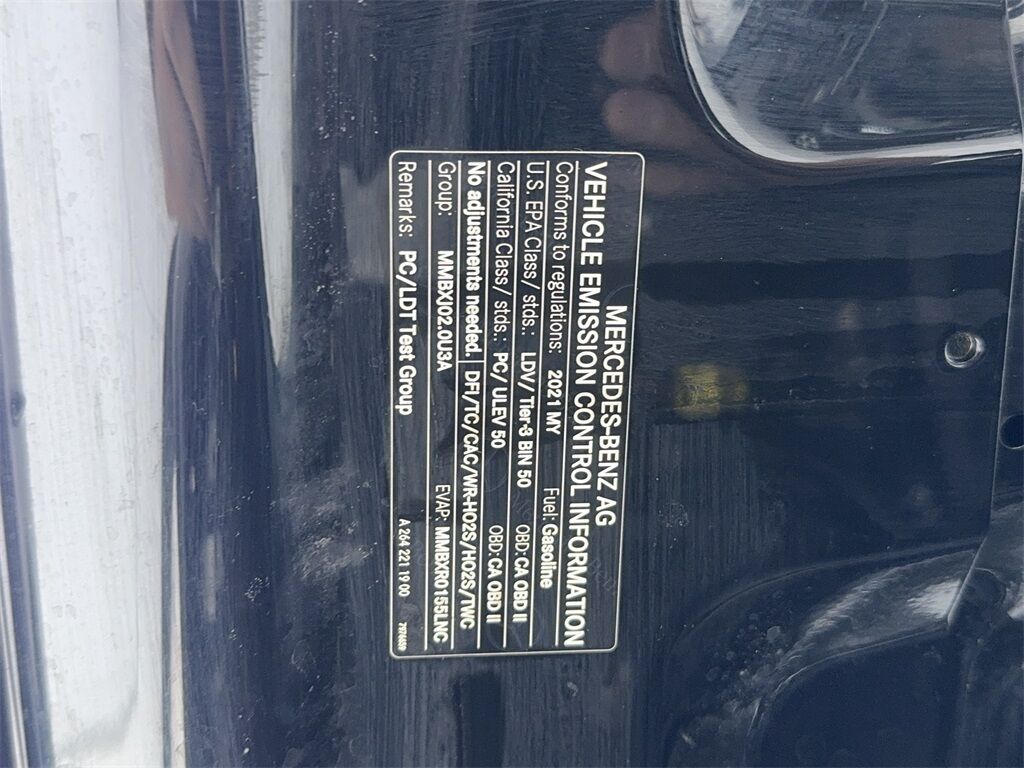 MERCEDES-BENZ AG
VEHICLE EMISSION CONTROL INFORMATION
Conforms to regulations: 2021 MY Fuel: Gasoline
U.S. EPA Class/ stds.: LDV/ Tier-3 BIN 50 OBD: CA OBD II
California Class/ stds.: PC/ ULEV 50 OBD: CA OBD II
No adjustments needed. DFI/TC/CAC/WR-HO2S/HO2S/TWC
Group: MMBXJ02.0U3A EVAP: MMBXR0155LNC
Remarks: PC/LDT Test Group A 264 221 19 00